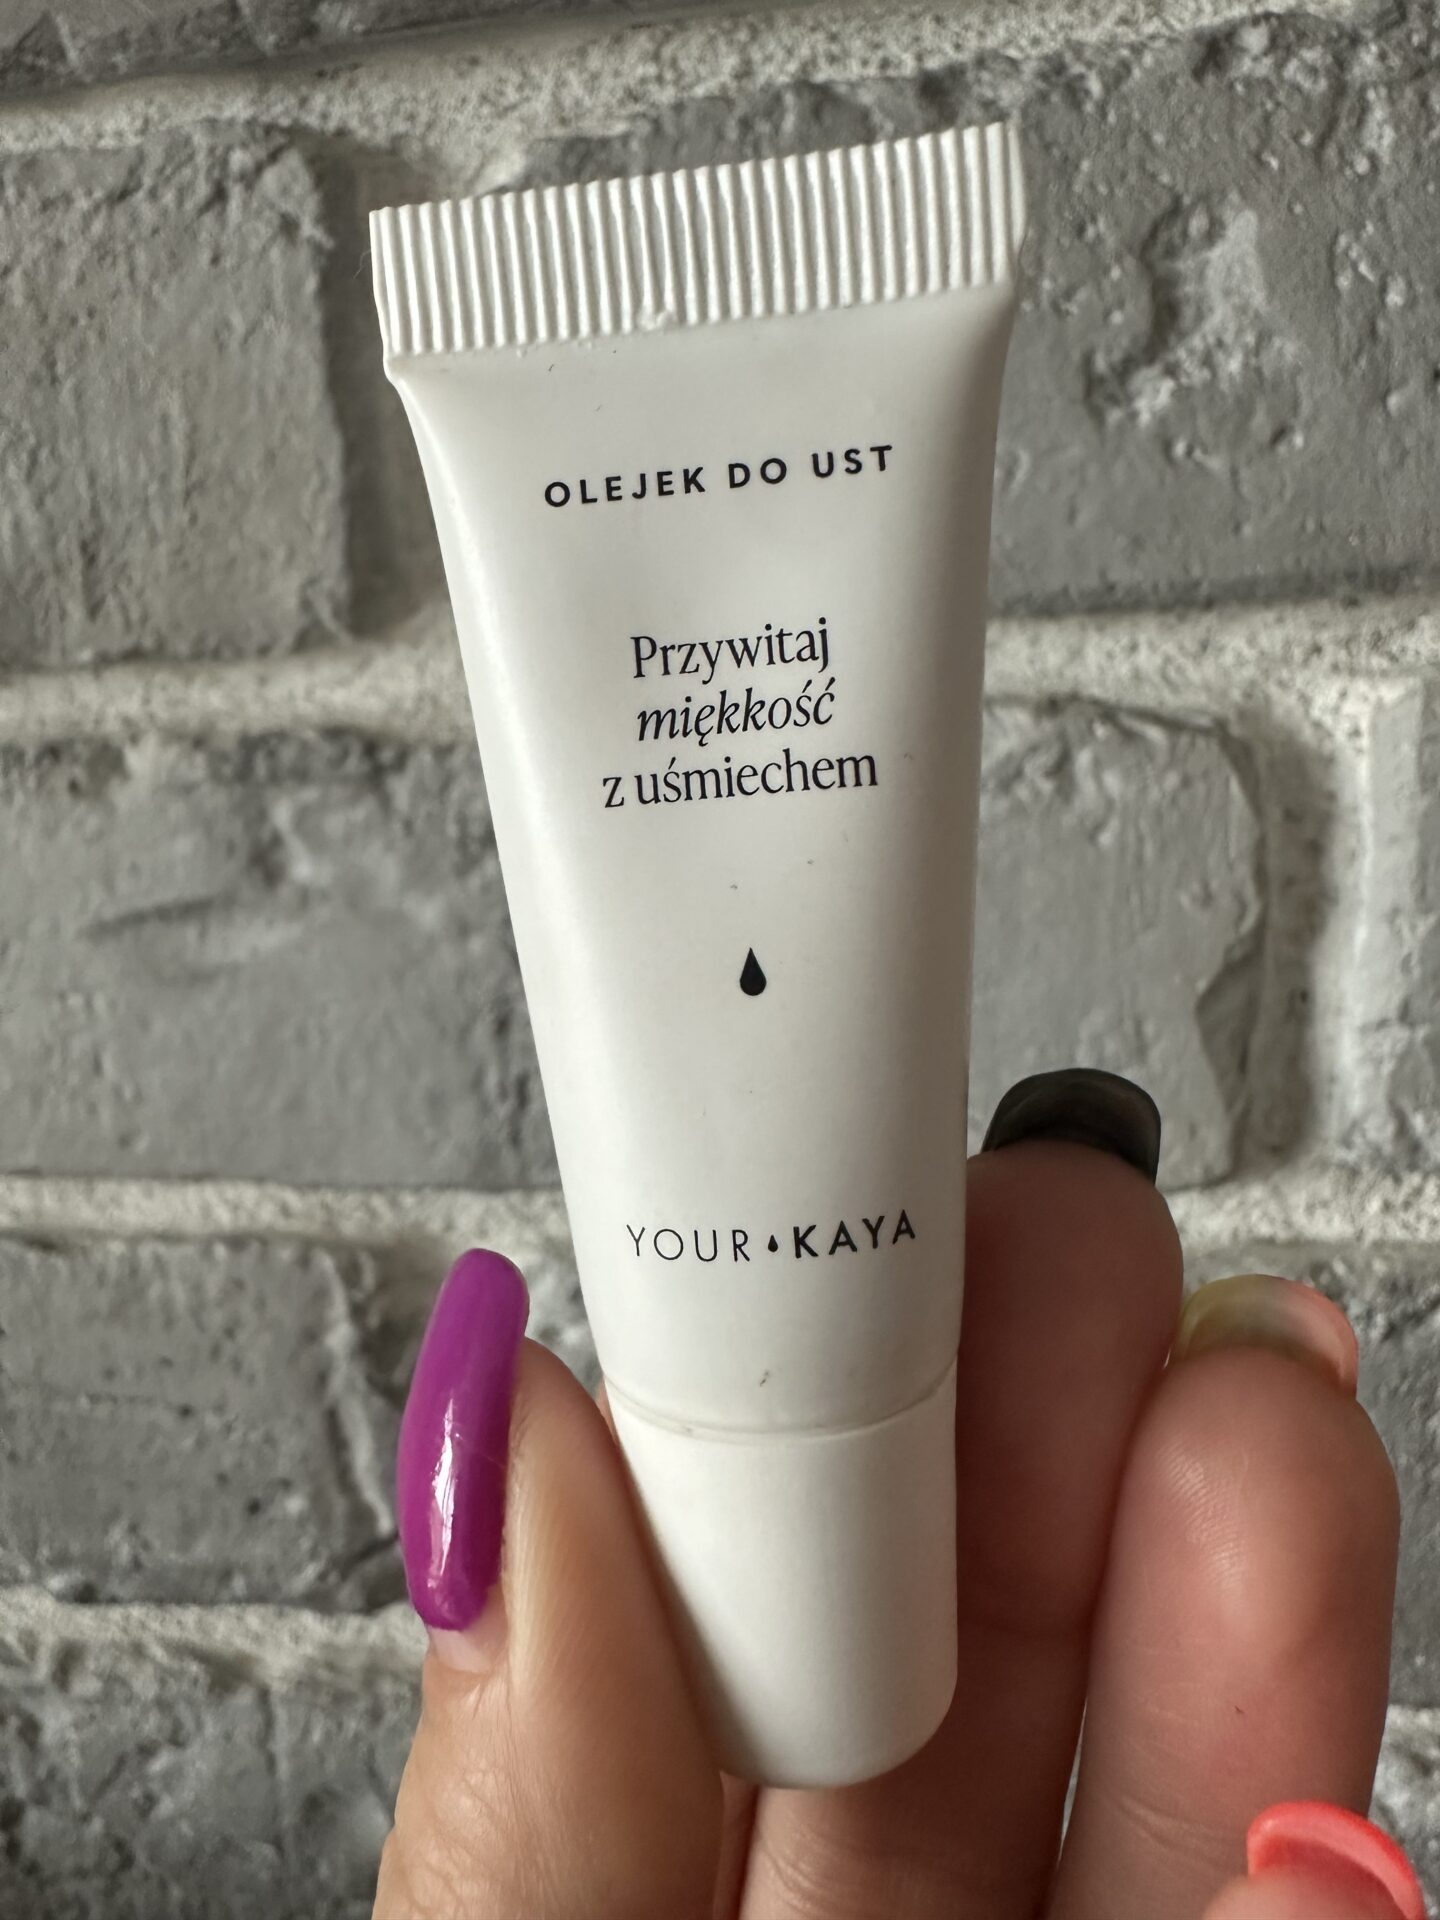 OLEJEK DO UST
Przywitaj
miękkość
z uśmiechem
YOUR KAYA